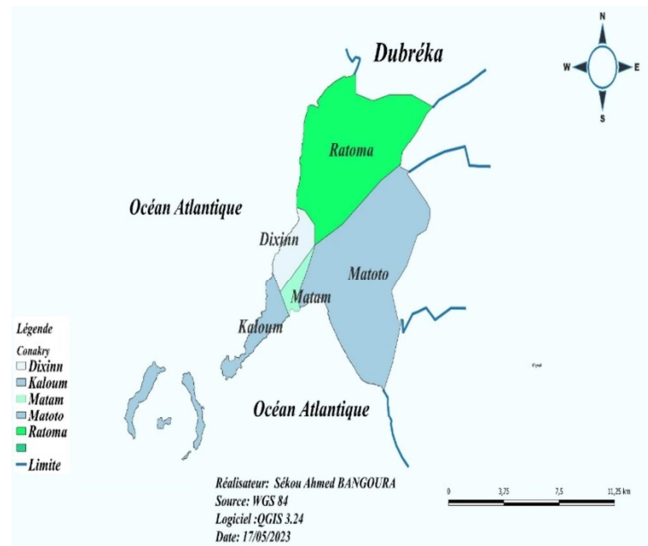 N
W E
S
Dubréka
Ratoma
Océan Atlantique
Dixinn
Matoto
Matam
Kaloum
Océan Atlantique
Légende
Conakry
Dixinn
Kaloum
Matam
Matoto
Ratoma
Limite
Réalisateur: Sékou Ahmed BANGOURA
Source: WGS 84
Logiciel :QGIS 3.24
Date: 17/05/2023
0 3,75 7,5 11,25 km